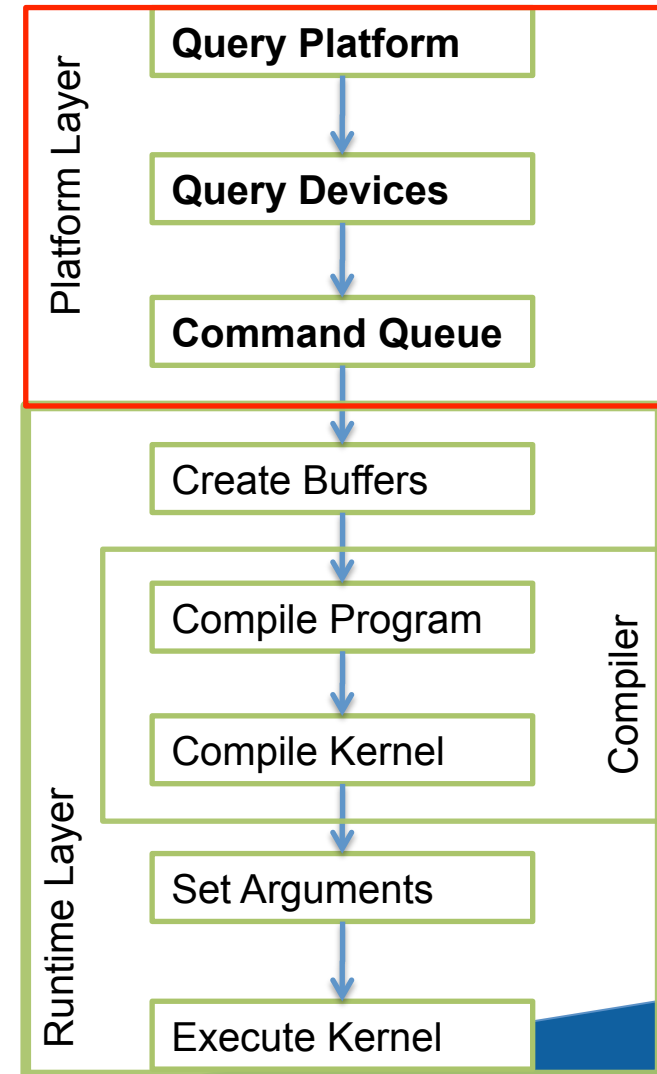 Platform Layer
Query Platform
Query Devices
Command Queue
Runtime Layer
Create Buffers
Compiler
Compile Program
Compile Kernel
Set Arguments
Execute Kernel